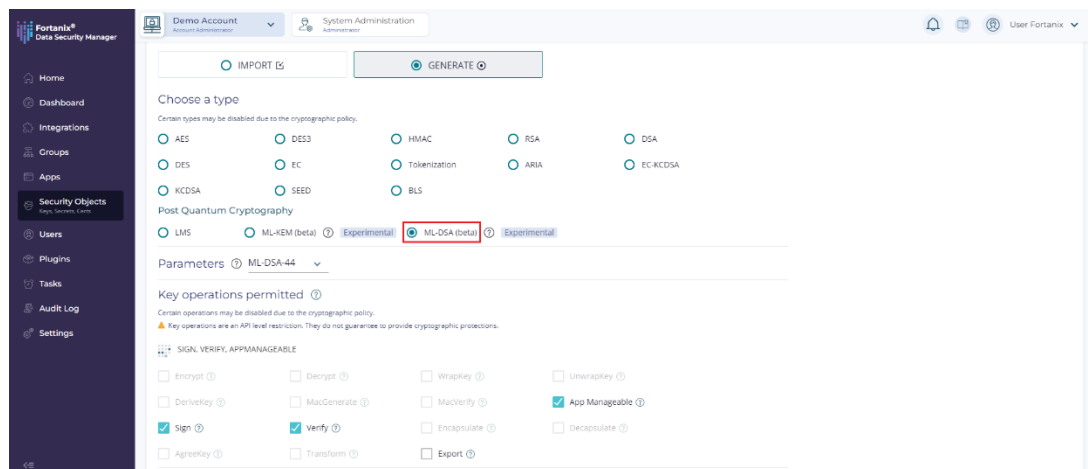 Fortanix®
Data Security Manager
Demo Account
Account Administrator
System Administration
Administrator
User Fortanix
Home
Dashboard
Integrations
Groups
Apps
Security Objects
Keys, Secrets, Certs
Users
Plugins
Tasks
Audit Log
Settings
IMPORT
GENERATE
Choose a type
Certain types may be disabled due to the cryptographic policy.
AES DES3 HMAC RSA DSA
DES EC Tokenization ARIA EC-KCDSA
KCDSA SEED BLS
Post Quantum Cryptography
LMS ML-KEM (beta) Experimental ML-DSA (beta) Experimental
Parameters ML-DSA-44
Key operations permitted
Certain operations may be disabled due to the cryptographic policy.
Key operations are an API level restriction. They do not guarantee to provide cryptographic protections.
SIGN, VERIFY, APPMANAGEABLE
Encrypt Decrypt WrapKey UnwrapKey
DeriveKey MacGenerate MacVerify App Manageable
Sign Verify Encapsulate Decapsulate
AgreeKey Transform Export